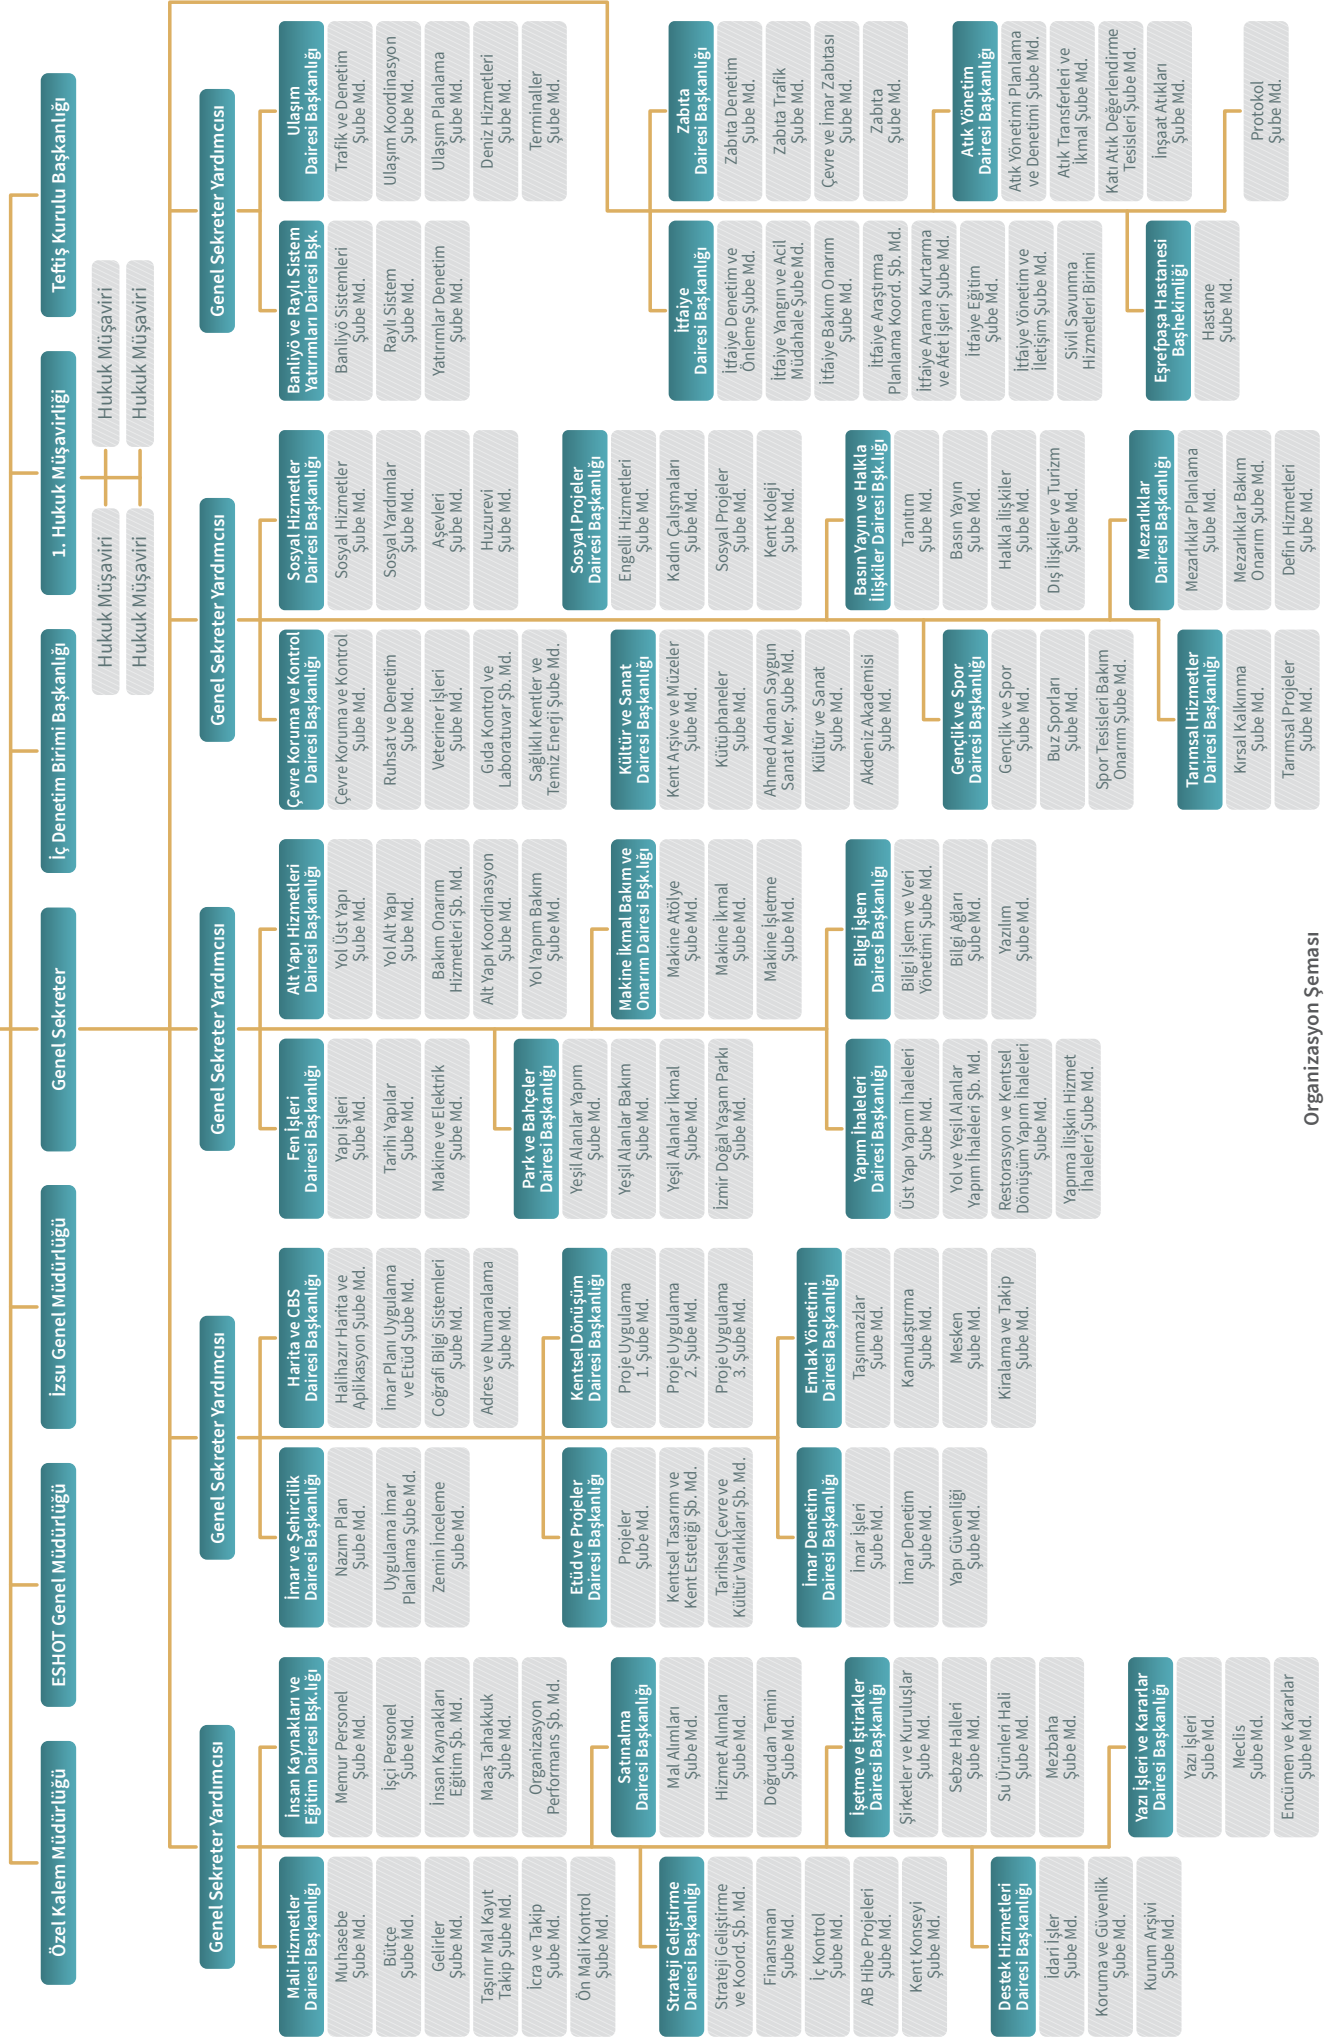 Özel Kalem Müdürlüğü
ESHOT Genel Müdürlüğü
İzsu Genel Müdürlüğü
Genel Sekreter
İç Denetim Birimi Başkanlığı
1. Hukuk Müşavirliği
Teftiş Kurulu Başkanlığı
Hukuk Müşaviri
Hukuk Müşaviri
Hukuk Müşaviri
Hukuk Müşaviri
Genel Sekreter Yardımcısı
Mali Hizmetler
Dairesi Başkanlığı
Muhasebe
Şube Md.
Bütçe
Şube Md.
Gelirler
Şube Md.
Taşınır Mal Kayıt
Takip Şube Md.
İcra ve Takip
Şube Md.
Ön Mali Kontrol
Şube Md.
İnsan Kaynakları ve
Eğitim Dairesi Bşk.lığı
Memur Personel
Şube Md.
İşçi Personel
Şube Md.
İnsan Kaynakları
Eğitim Şb. Md.
Maaş Tahakkuk
Şube Md.
Organizasyon
Performans Şb. Md.
Satınalma
Dairesi Başkanlığı
Mal Alımları
Şube Md.
Hizmet Alımları
Şube Md.
Doğrudan Temin
Şube Md.
Strateji Geliştirme
Dairesi Başkanlığı
Strateji Geliştirme
ve Koord. Şb. Md.
Finansman
Şube Md.
İç Kontrol
Şube Md.
AB Hibe Projeleri
Şube Md.
Kent Konseyi
Şube Md.
İşetme ve İştirakler
Dairesi Başkanlığı
Şirketler ve Kuruluşlar
Şube Md.
Sebze Halleri
Şube Md.
Su Ürünleri Hali
Şube Md.
Mezbaha
Şube Md.
Destek Hizmetleri
Dairesi Başkanlığı
İdari İşler
Şube Md.
Koruma ve Güvenlik
Şube Md.
Kurum Arşivi
Şube Md.
Yazı İşleri ve Kararlar
Dairesi Başkanlığı
Yazı İşleri
Şube Md.
Meclis
Şube Md.
Encümen ve Kararlar
Şube Md.
Genel Sekreter Yardımcısı
İmar ve Şehircilik
Dairesi Başkanlığı
Nazım Plan
Şube Md.
Uygulama imar
Planlama Şube Md.
Zemin İnceleme
Şube Md.
Harita ve CBS
Dairesi Başkanlığı
Halihazır Harita ve
Aplikasyon Şube Md.
İmar Planı Uygulama
ve Etüd Şube Md.
Coğrafi Bilgi Sistemleri
Şube Md.
Adres ve Numaralama
Şube Md.
Etüd ve Projeler
Dairesi Başkanlığı
Projeler
Şube Md.
Kentsel Tasarım ve
Kent Estetiği Şb. Md.
Tarihsel Çevre ve
Kültür Varlıkları Şb. Md.
Kentsel Dönüşüm
Dairesi Başkanlığı
Proje Uygulama
1. Şube Md.
Proje Uygulama
2. Şube Md.
Proje Uygulama
3. Şube Md.
İmar Denetim
Dairesi Başkanlığı
İmar İşleri
Şube Md.
İmar Denetim
Şube Md.
Yapı Güvenliği
Şube Md.
Emlak Yönetimi
Dairesi Başkanlığı
Taşınmazlar
Şube Md.
Kamulaştırma
Şube Md.
Mesken
Şube Md.
Kiralama ve Takip
Şube Md.
Genel Sekreter Yardımcısı
Fen İşleri
Dairesi Başkanlığı
Yapı İşleri
Şube Md.
Tarihi Yapılar
Şube Md.
Makine ve Elektrik
Şube Md.
Alt Yapı Hizmetleri
Dairesi Başkanlığı
Yol Üst Yapı
Şube Md.
Yol Alt Yapı
Şube Md.
Bakım Onarım
Hizmetleri Şb. Md.
Alt Yapı Koordinasyon
Şube Md.
Yol Yapım Bakım
Şube Md.
Park ve Bahçeler
Dairesi Başkanlığı
Yeşil Alanlar Yapım
Şube Md.
Yeşil Alanlar Bakım
Şube Md.
Yeşil Alanlar İkmal
Şube Md.
İzmir Doğal Yaşam Parkı
Şube Md.
Makine İkmal Bakım ve
Onarım Dairesi Bşk.lığı
Makine Atölye
Şube Md.
Makine İkmal
Şube Md.
Makine İşletme
Şube Md.
Yapım İhaleleri
Dairesi Başkanlığı
Üst Yapı Yapım İhaleleri
Şube Md.
Yol ve Yeşil Alanlar
Yapım İhaleleri Şb. Md.
Restorasyon ve Kentsel
Dönüşüm Yapım İhaleleri
Şube Md.
Yapıma İlişkin Hizmet
İhaleleri Şube Md.
Bilgi İşlem
Dairesi Başkanlığı
Bilgi İşlem ve Veri
Yönetimi Şube Md.
Bilgi Ağları
Şube Md.
Yazılım
Şube Md.
Genel Sekreter Yardımcısı
Çevre Koruma ve Kontrol
Dairesi Başkanlığı
Çevre Koruma ve Kontrol
Şube Md.
Ruhsat ve Denetim
Şube Md.
Veteriner İşleri
Şube Md.
Gıda Kontrol ve
Laboratuvar Şb. Md.
Sağlıklı Kentler ve
Temiz Enerji Şube Md.
Sosyal Hizmetler
Dairesi Başkanlığı
Sosyal Hizmetler
Şube Md.
Sosyal Yardımlar
Şube Md.
Aşevleri
Şube Md.
Huzurevi
Şube Md.
Sosyal Projeler
Dairesi Başkanlığı
Engelli Hizmetleri
Şube Md.
Kadın Çalışmaları
Şube Md.
Sosyal Projeler
Şube Md.
Kent Koleji
Şube Md.
Kültür ve Sanat
Dairesi Başkanlığı
Kent Arşive ve Müzeler
Şube Md.
Kütüphaneler
Şube Md.
Ahmed Adnan Saygun
Sanat Mer. Şube Md.
Kültür ve Sanat
Şube Md.
Akdeniz Akademisi
Şube Md.
Basın Yayın ve Halkla
İlişkiler Dairesi Bşk.lığı
Tanıtım
Şube Md.
Basın Yayın
Şube Md.
Halkla İlişkiler
Şube Md.
Dış İlişkiler ve Turizm
Şube Md.
Gençlik ve Spor
Dairesi Başkanlığı
Gençlik ve Spor
Şube Md.
Buz Sporları
Şube Md.
Spor Tesisleri Bakım
Onarım Şube Md.
Mezarlıklar
Dairesi Başkanlığı
Mezarlıklar Planlama
Şube Md.
Mezarlıklar Bakım
Onarım Şube Md.
Defin Hizmetleri
Şube Md.
Tarımsal Hizmetler
Dairesi Başkanlığı
Kırsal Kalkınma
Şube Md.
Tarımsal Projeler
Şube Md.
Genel Sekreter Yardımcısı
Banliyö ve Raylı Sistem
Yatırımları Dairesi Bşk.
Banliyö Sistemleri
Şube Md.
Raylı Sistem
Şube Md.
Yatırımlar Denetim
Şube Md.
Ulaşım
Dairesi Başkanlığı
Trafik ve Denetim
Şube Md.
Ulaşım Koordinasyon
Şube Md.
Ulaşım Planlama
Şube Md.
Deniz Hizmetleri
Şube Md.
Terminaller
Şube Md.
İtfaiye
Dairesi Başkanlığı
İtfaiye Denetim ve
Önleme Şube Md.
İtfaiye Yangın ve Acil
Müdahale Şube Md.
İtfaiye Bakım Onarım
Şube Md.
İtfaiye Araştırma
Planlama Koord. Şb. Md.
İtfaiye Arama Kurtarma
ve Afet İşleri Şube Md.
İtfaiye Eğitim
Şube Md.
İtfaiye Yönetim ve
İletişim Şube Md.
Sivil Savunma
Hizmetleri Birimi
Zabıta
Dairesi Başkanlığı
Zabıta Denetim
Şube Md.
Zabıta Trafik
Şube Md.
Çevre ve İmar Zabıtası
Şube Md.
Zabıta
Şube Md.
Atık Yönetim
Dairesi Başkanlığı
Atık Yönetimi Planlama
ve Denetimi Şube Md.
Atık Transferleri ve
İkmal Şube Md.
Katı Atık Değerlendirme
Tesisleri Şube Md.
İnşaat Atıkları
Şube Md.
Eşrefpaşa Hastanesi
Başhekimliği
Hastane
Şube Md.
Protokol
Şube Md.
Organizasyon Şeması